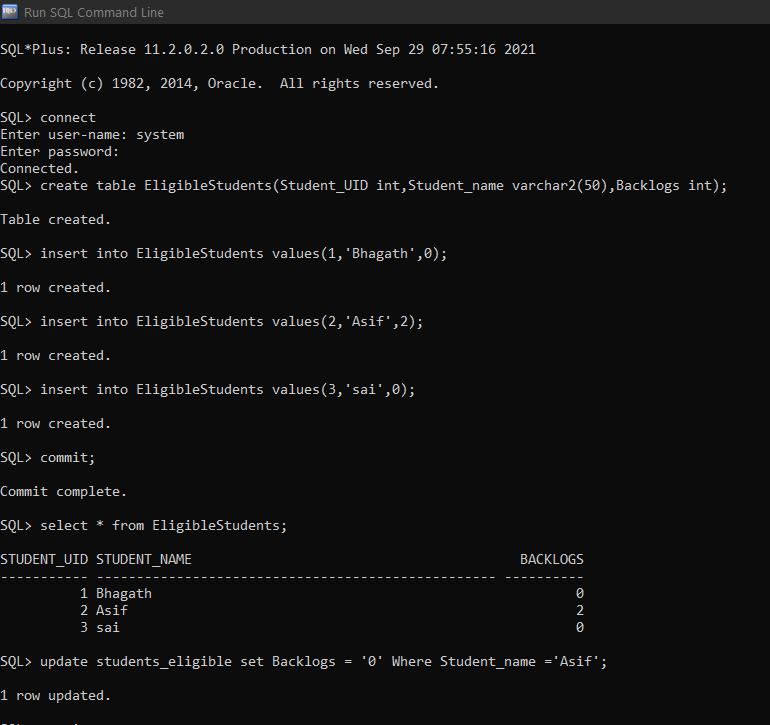 Run SQL Command Line
SQL*Plus: Release 11.2.0.2.0 Production on Wed Sep 29 07:55:16 2021
Copyright (c) 1982, 2014, Oracle.  All rights reserved.
SQL> connect
Enter user-name: system
Enter password:
Connected.
SQL> create table EligibleStudents(Student_UID int,Student_name varchar2(50),Backlogs int);
Table created.
SQL> insert into EligibleStudents values(1,'Bhagath',0);
1 row created.
SQL> insert into EligibleStudents values(2,'Asif',2);
1 row created.
SQL> insert into EligibleStudents values(3,'sai',0);
1 row created.
SQL> commit;
Commit complete.
SQL> select * from EligibleStudents;
STUDENT_UID STUDENT_NAME                                         BACKLOGS
----------- -------------------------------------------------- ----------
          1 Bhagath                                                     0
          2 Asif                                                        2
          3 sai                                                         0
SQL> update students_eligible set Backlogs = '0' Where Student_name ='Asif';
1 row updated.